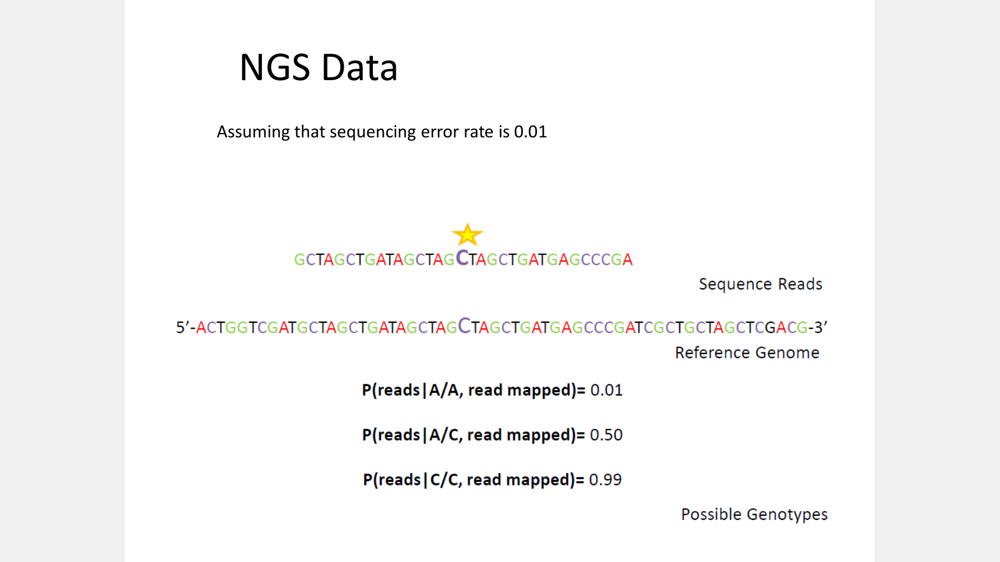 NGS Data
Assuming that sequencing error rate is 0.01
GCTAGCTGATAGCTAGCTAGCTGATGAGCCCGA
Sequence Reads
5’-ACTGGTCGATGCTAGCTGATAGCTAGCTAGCTGATGAGCCCGATCGCTGCTAGCTCGACG-3’
Reference Genome
P(reads|A/A, read mapped)= 0.01
P(reads|A/C, read mapped)= 0.50
P(reads|C/C, read mapped)= 0.99
Possible Genotypes